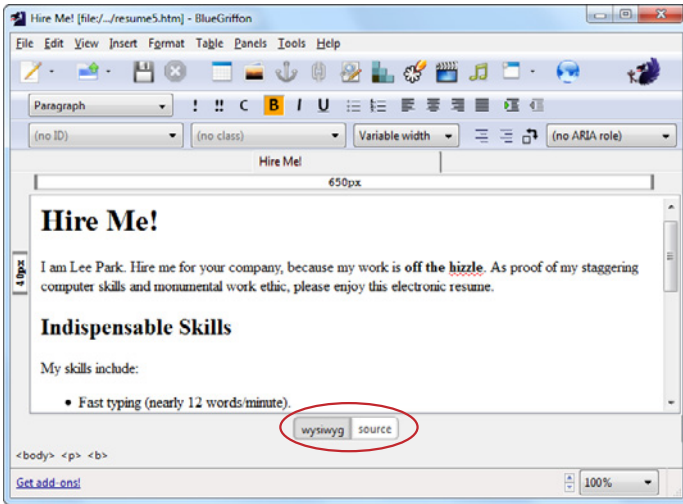 Hire Me! [file:/.../resume5.htm] - BlueGriffon
File Edit View Insert Format Table Panels Tools Help
Paragraph ! !! C B I U
(no ID) (no class) Variable width (no ARIA role)
Hire Me!
650px
40px
Hire Me!
I am Lee Park. Hire me for your company, because my work is off the hizzle. As proof of my staggering
computer skills and monumental work ethic, please enjoy this electronic resume.
Indispensable Skills
My skills include:
• Fast typing (nearly 12 words/minute).
wysiwyg source
<body> <p> <b>
Get add-ons! 100%